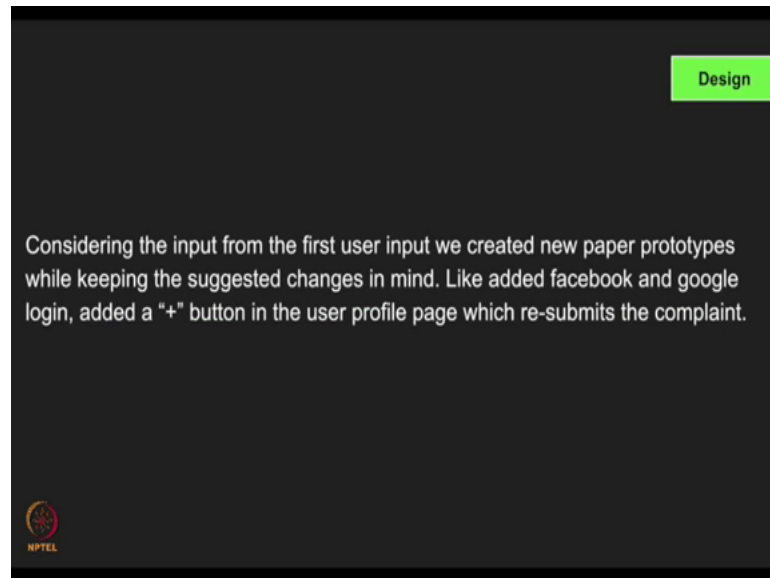 Design
Considering the input from the first user input we created new paper prototypes
while keeping the suggested changes in mind. Like added facebook and google
login, added a “+” button in the user profile page which re-submits the complaint.
NPTEL